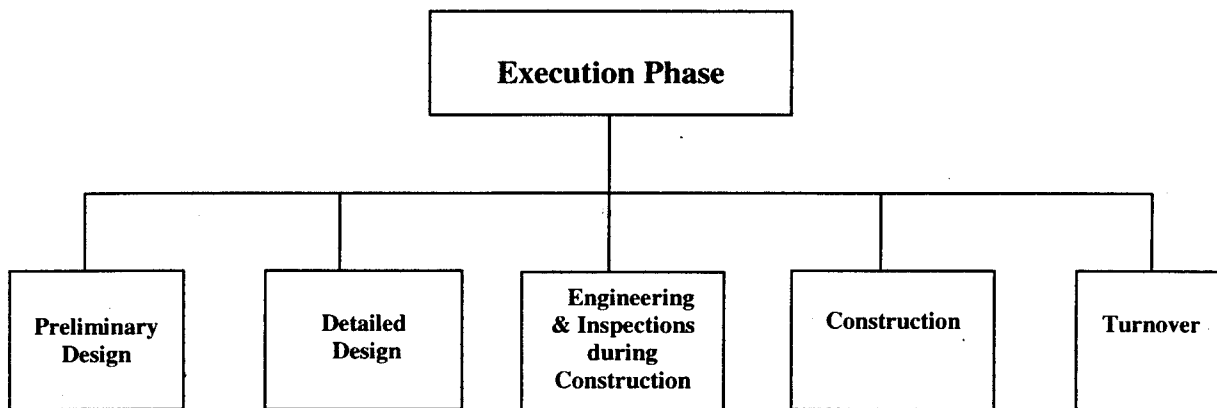 Execution Phase
Preliminary
Design
Detailed
Design
Engineering
& Inspections
during
Construction
Construction
Turnover